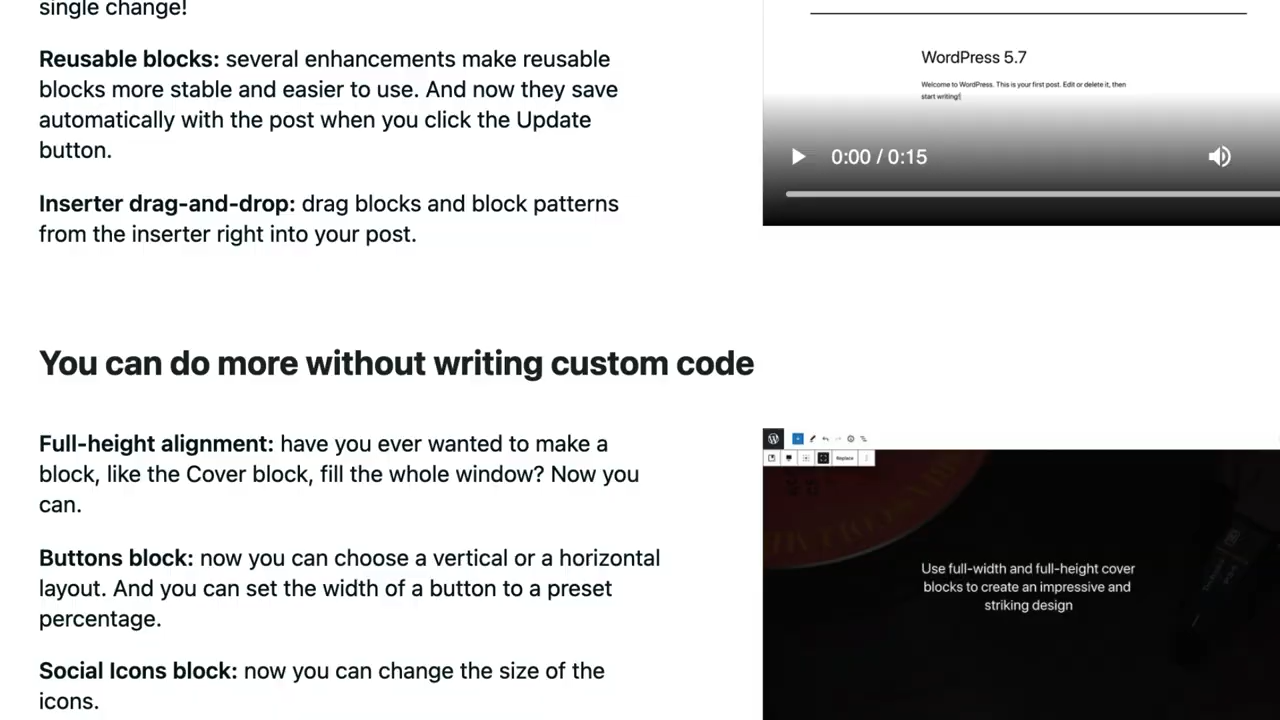 single change!
Reusable blocks: several enhancements make reusable
blocks more stable and easier to use. And now they save
automatically with the post when you click the Update
button.
Inserter drag-and-drop: drag blocks and block patterns
from the inserter right into your post.
WordPress 5.7
Welcome to WordPress. This is your first post. Edit or delete it, then
start writing!
0:00 / 0:15
You can do more without writing custom code
Full-height alignment: have you ever wanted to make a
block, like the Cover block, fill the whole window? Now you
can.
Buttons block: now you can choose a vertical or a horizontal
layout. And you can set the width of a button to a preset
percentage.
Social Icons block: now you can change the size of the
icons.
Replace
Use full-width and full-height cover
blocks to create an impressive and
striking design